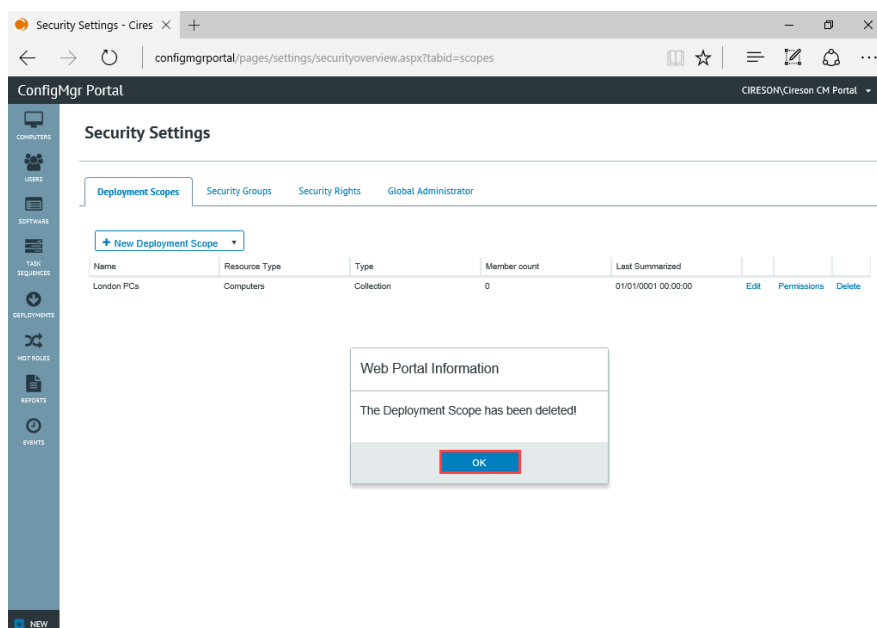 Security Settings - Cires
configmgrportal/pages/settings/securityoverview.aspx?tabid=scopes
ConfigMgr Portal
CIRESON\Cireson CM Portal
COMPUTERS
USERS
SOFTWARE
TASK
SEQUENCES
DEPLOYMENTS
MDT ROLES
REPORTS
EVENTS
NEW
Security Settings
Deployment Scopes Security Groups Security Rights Global Administrator
+ New Deployment Scope
Name Resource Type Type Member count Last Summarized
London PCs Computers Collection 0 01/01/0001 00:00:00 Edit Permissions Delete
Web Portal Information
The Deployment Scope has been deleted!
OK